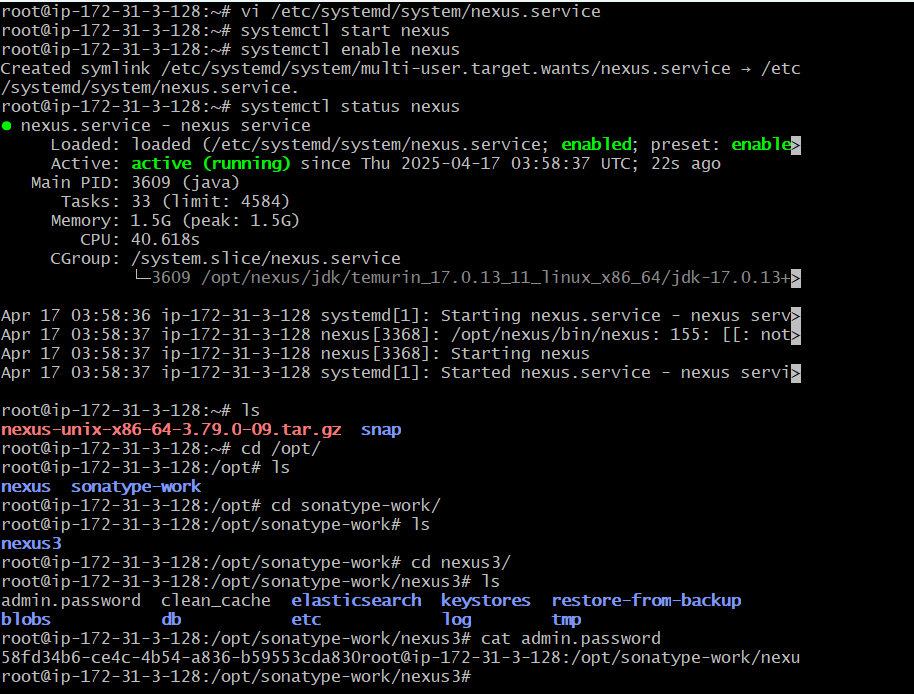 root@ip-172-31-3-128:~# vi /etc/systemd/system/nexus.service
root@ip-172-31-3-128:~# systemctl start nexus
root@ip-172-31-3-128:~# systemctl enable nexus
Created symlink /etc/systemd/system/multi-user.target.wants/nexus.service → /etc
/systemd/system/nexus.service.
root@ip-172-31-3-128:~# systemctl status nexus
● nexus.service - nexus service
     Loaded: loaded (/etc/systemd/system/nexus.service; enabled; preset: enable>
     Active: active (running) since Thu 2025-04-17 03:58:37 UTC; 22s ago
   Main PID: 3609 (java)
      Tasks: 33 (limit: 4584)
     Memory: 1.5G (peak: 1.5G)
        CPU: 40.618s
     CGroup: /system.slice/nexus.service
             └─3609 /opt/nexus/jdk/temurin_17.0.13_11_linux_x86_64/jdk-17.0.13+>
Apr 17 03:58:36 ip-172-31-3-128 systemd[1]: Starting nexus.service - nexus serv>
Apr 17 03:58:37 ip-172-31-3-128 nexus[3368]: /opt/nexus/bin/nexus: 155: [[: not>
Apr 17 03:58:37 ip-172-31-3-128 nexus[3368]: Starting nexus
Apr 17 03:58:37 ip-172-31-3-128 systemd[1]: Started nexus.service - nexus servi>
root@ip-172-31-3-128:~# ls
nexus-unix-x86-64-3.79.0-09.tar.gz  snap
root@ip-172-31-3-128:~# cd /opt/
root@ip-172-31-3-128:/opt# ls
nexus  sonatype-work
root@ip-172-31-3-128:/opt# cd sonatype-work/
root@ip-172-31-3-128:/opt/sonatype-work# ls
nexus3
root@ip-172-31-3-128:/opt/sonatype-work# cd nexus3/
root@ip-172-31-3-128:/opt/sonatype-work/nexus3# ls
admin.password  clean_cache  elasticsearch  keystores  restore-from-backup
blobs           db           etc            log        tmp
root@ip-172-31-3-128:/opt/sonatype-work/nexus3# cat admin.password
58fd34b6-ce4c-4b54-a836-b59553cda830root@ip-172-31-3-128:/opt/sonatype-work/nexu
root@ip-172-31-3-128:/opt/sonatype-work/nexus3#